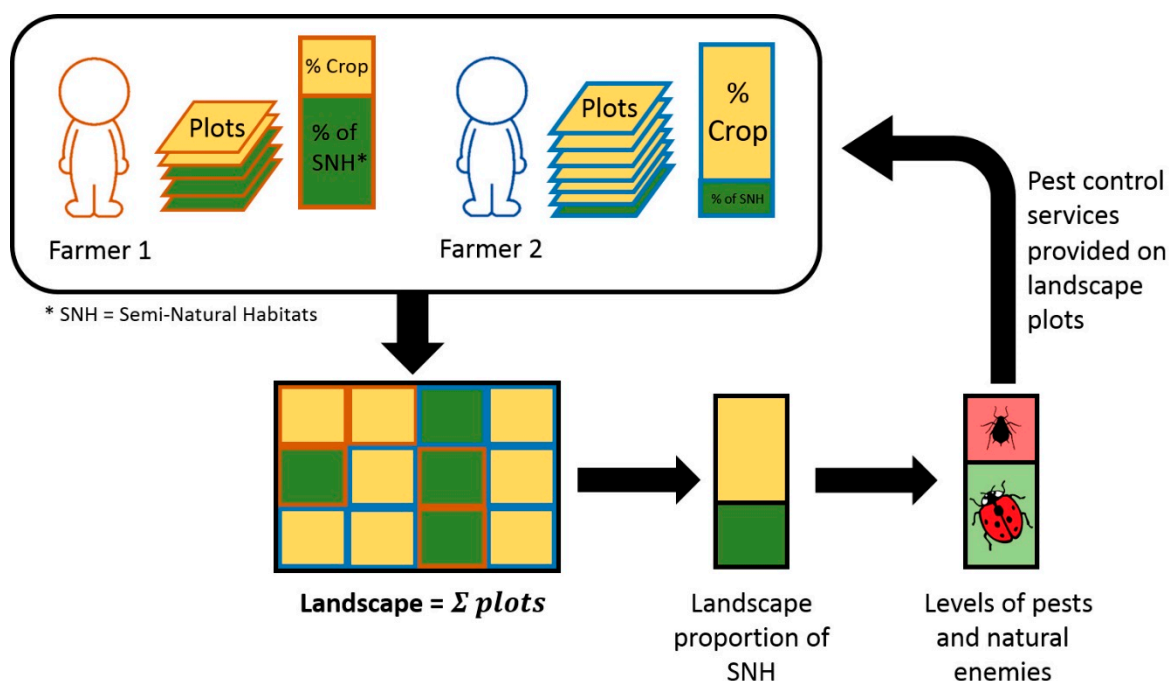 % Crop
% of
SNH*
Plots
Farmer 1
Plots
%
Crop
% of SNH
Farmer 2
* SNH = Semi-Natural Habitats
Pest control
services
provided on
landscape
plots
Landscape = Σ plots
Landscape
proportion of
SNH
Levels of pests
and natural
enemies